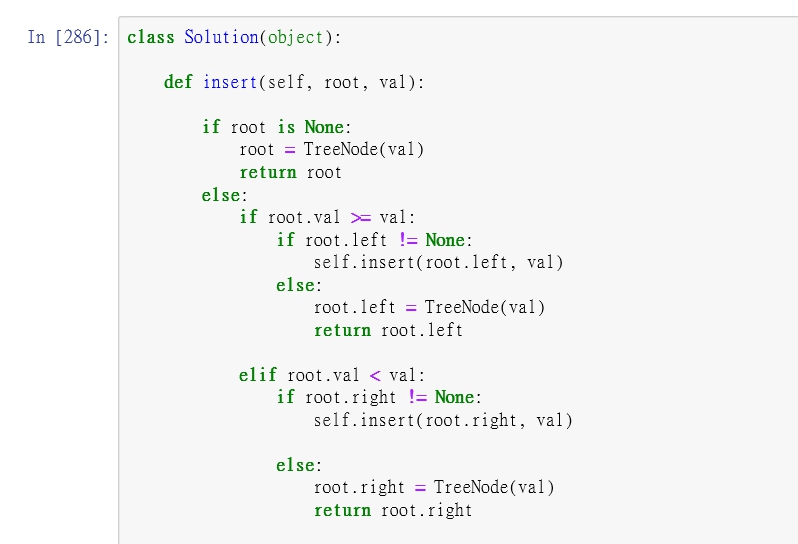 In [286]: class Solution(object):
def insert(self, root, val):
if root is None:
root = TreeNode(val)
return root
else:
if root.val >= val:
if root.left != None:
self.insert(root.left, val)
else:
root.left = TreeNode(val)
return root.left
elif root.val < val:
if root.right != None:
self.insert(root.right, val)
else:
root.right = TreeNode(val)
return root.right